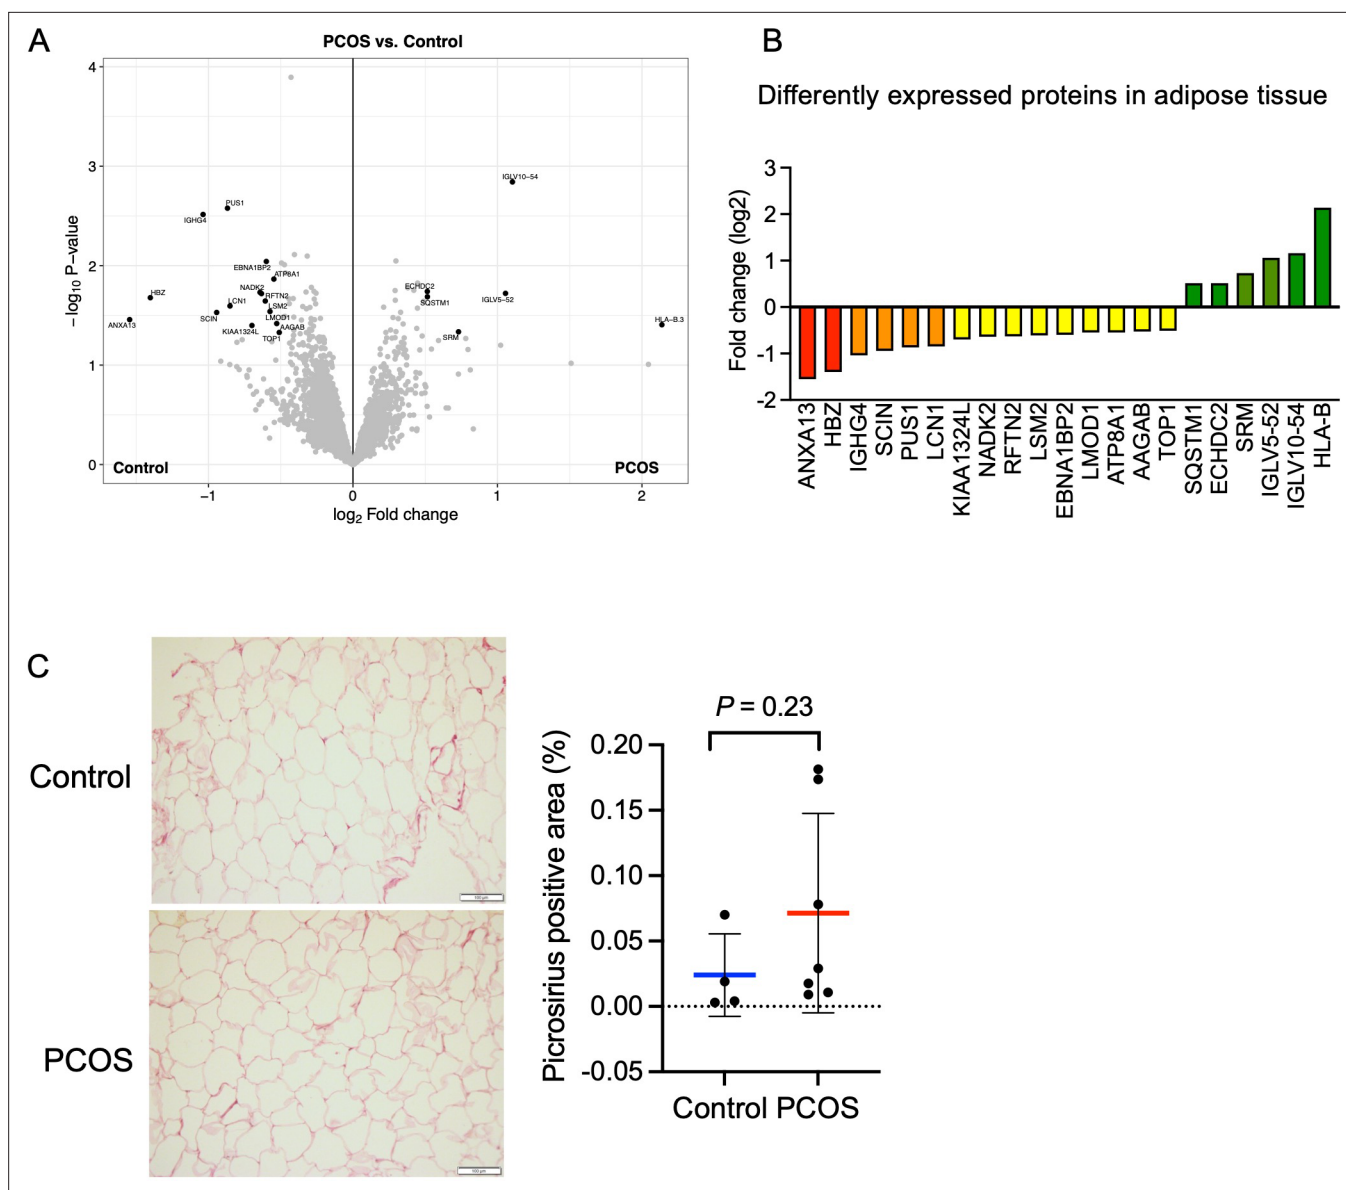 A
PCOS vs. Control
4
3
2
1
0
−log10 P-value
IGLV10−54
PUS1
IGHG4
EBNA1BP2
ATP8A1
HBZ
NADK2
RFTN2
LCN1
LSM2
SCIN
LMOD1
ANXA13
KIAA1324L
AAGAB
TOP1
ECHDC2
SQSTM1
IGLV5−52
HLA−B.3
SRM
Control
PCOS
−1
0
1
2
log2 Fold change
B
Differently expressed proteins in adipose tissue
Fold change (log2)
3
2
1
0
-1
-2
ANXA13
HBZ
IGHG4
SCIN
PUS1
LCN1
KIAA1324L
NADK2
RFTN2
LSM2
EBNA1BP2
LMOD1
ATP8A1
AAGAB
TOP1
SQSTM1
ECHDC2
SRM
IGLV5-52
IGLV10-54
HLA-B
C
Control
100 µm
PCOS
100 µm
P = 0.23
Picrosirius positive area (%)
0.20
0.15
0.10
0.05
0.00
-0.05
Control PCOS